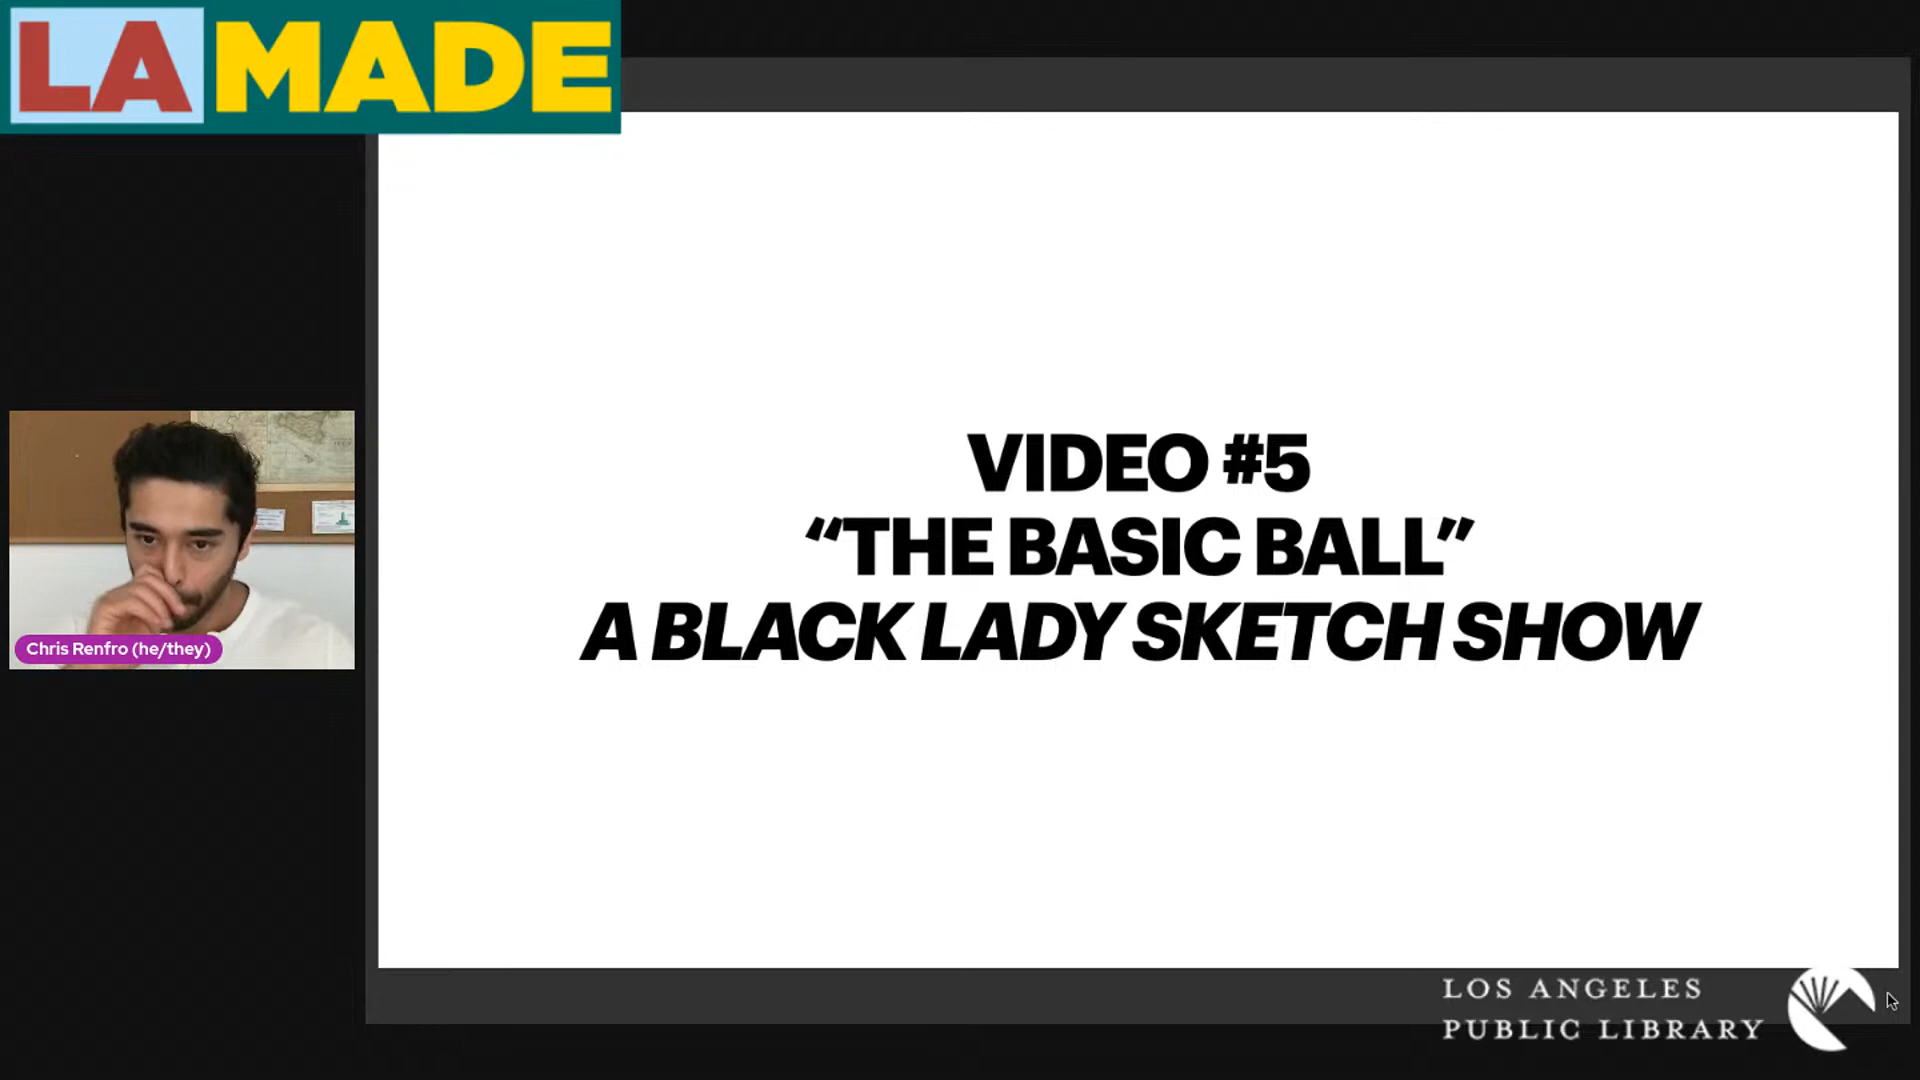 LA MADE
VIDEO #5
“THE BASIC BALL”
A BLACK LADY SKETCH SHOW
Chris Renfro (he/they)
LOS ANGELES
PUBLIC LIBRARY